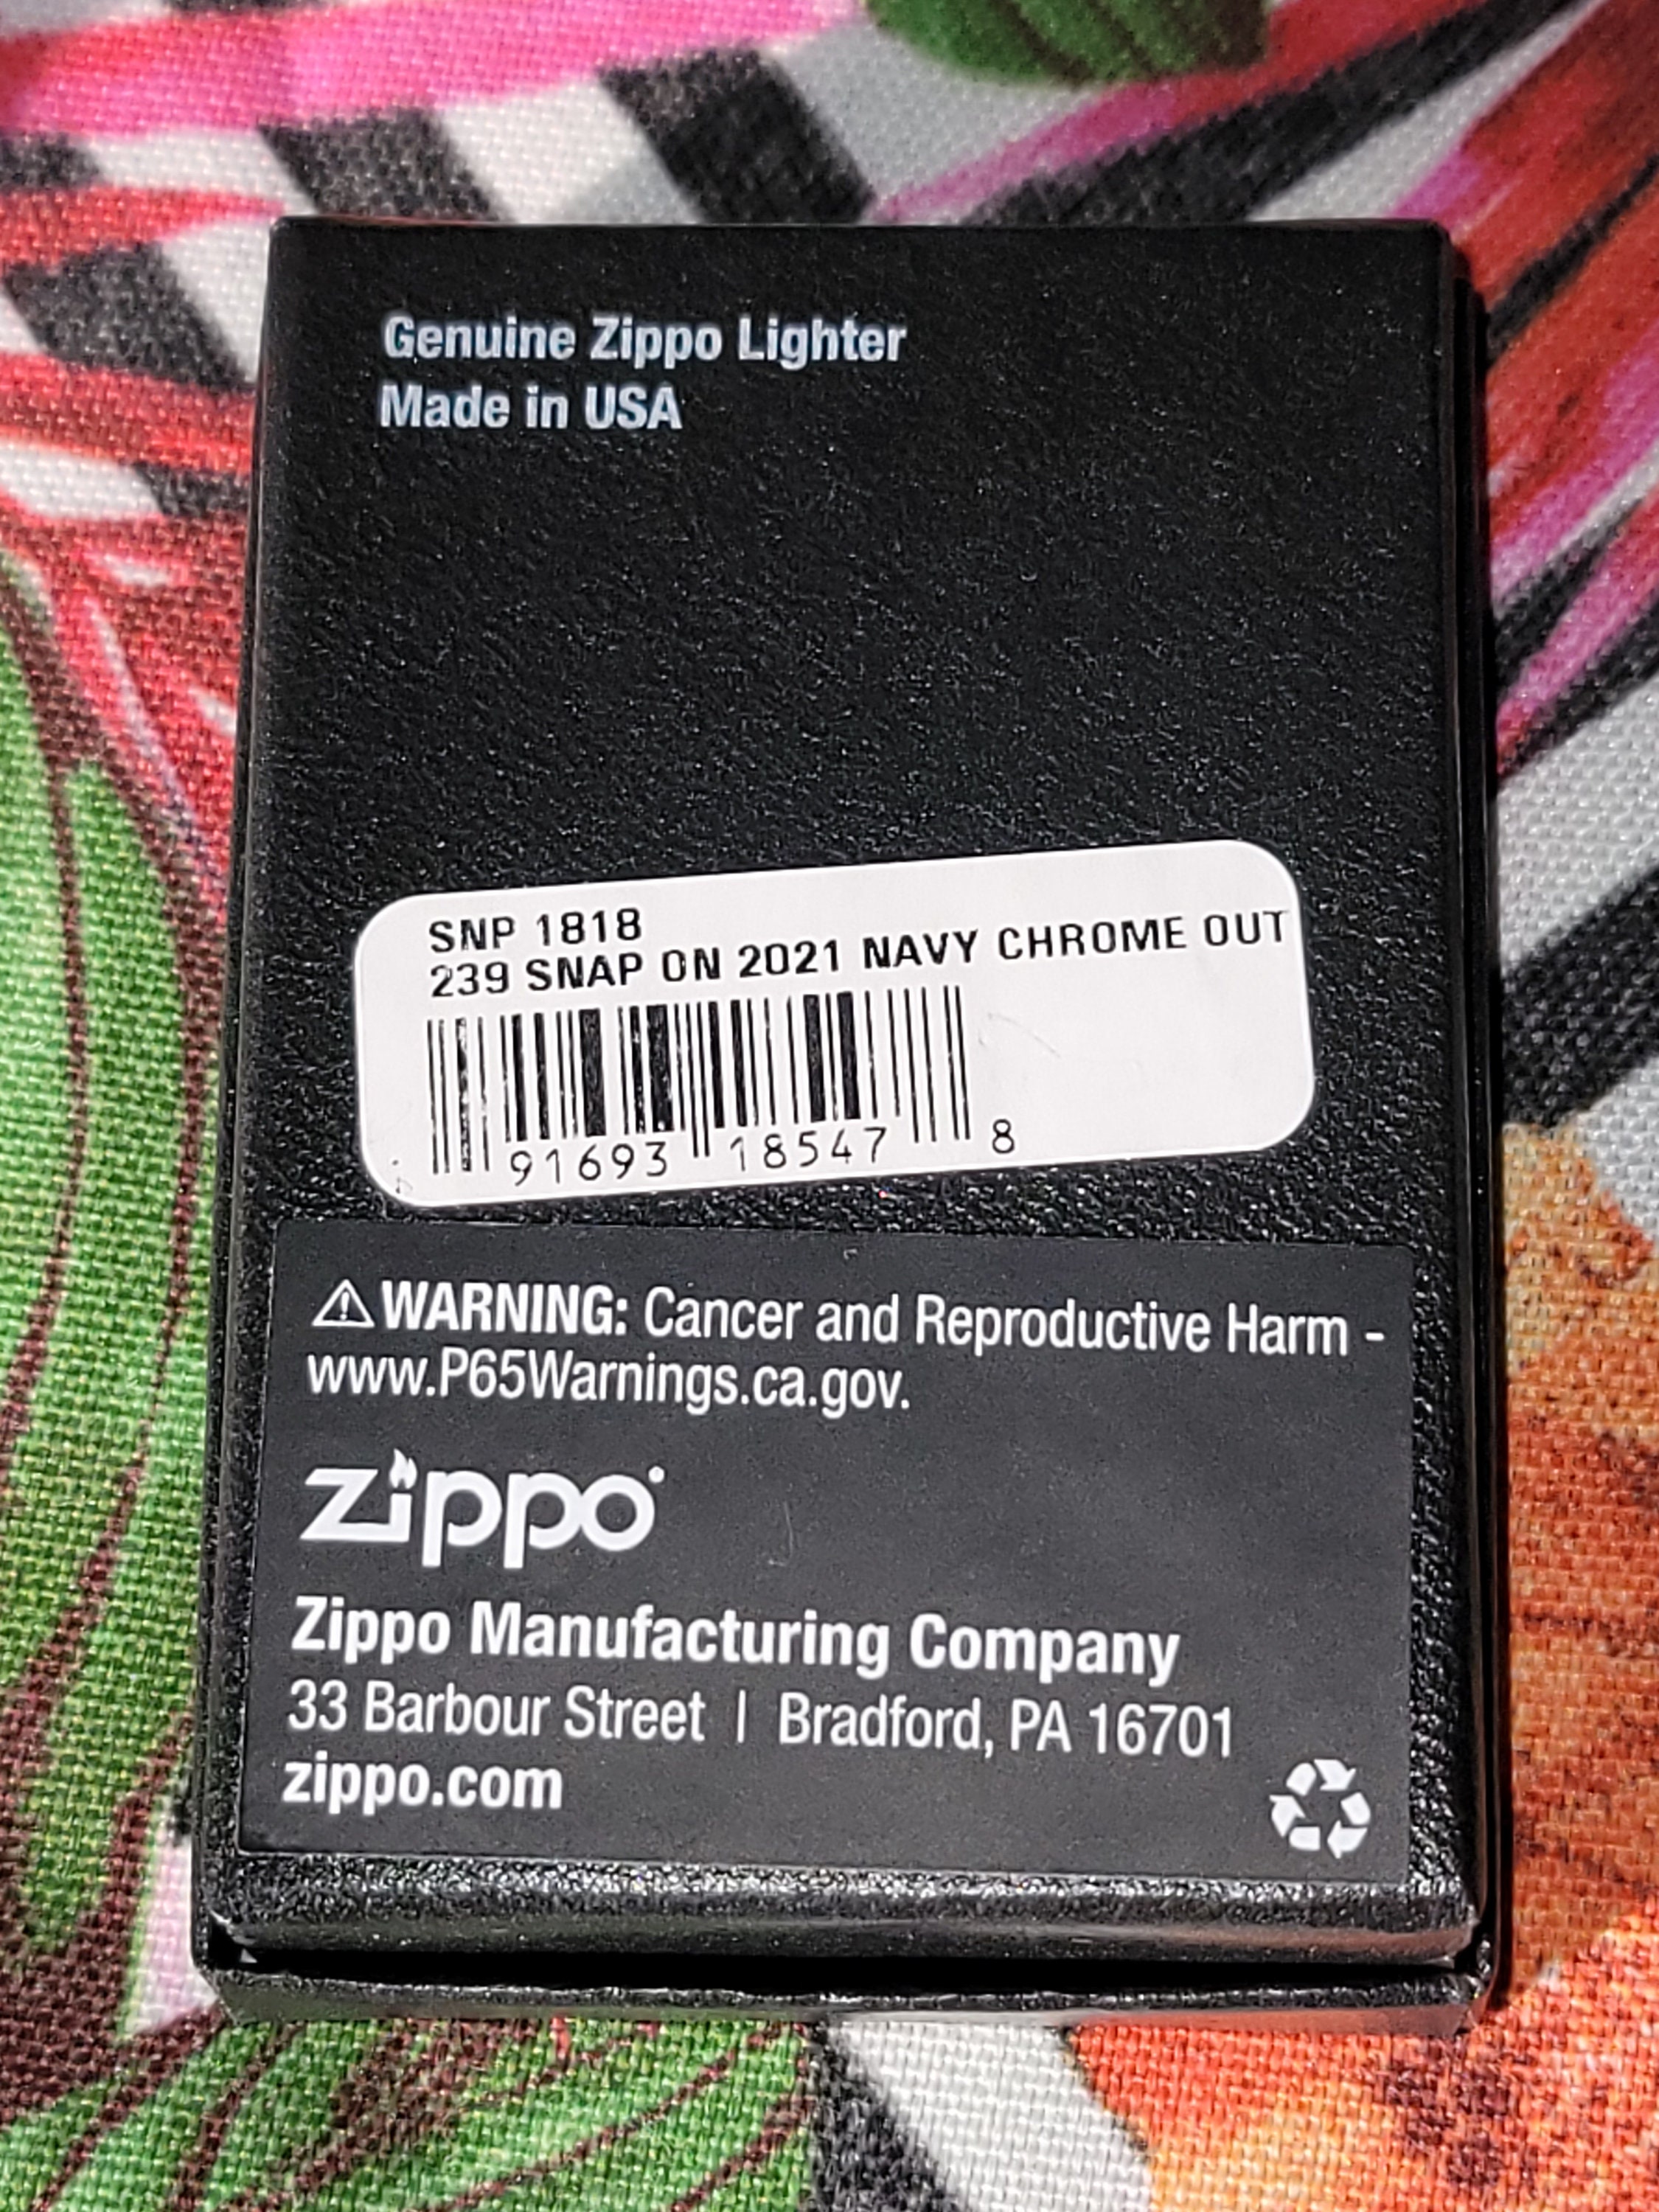 Genuine Zippo Lighter
Made in USA
SNP 1818
239 SNAP ON 2021 NAVY CHROME OUT
91693 18547 8
WARNING: Cancer and Reproductive Harm -
www.P65Warnings.ca.gov.
zippo
Zippo Manufacturing Company
33 Barbour Street | Bradford, PA 16701
zippo.com